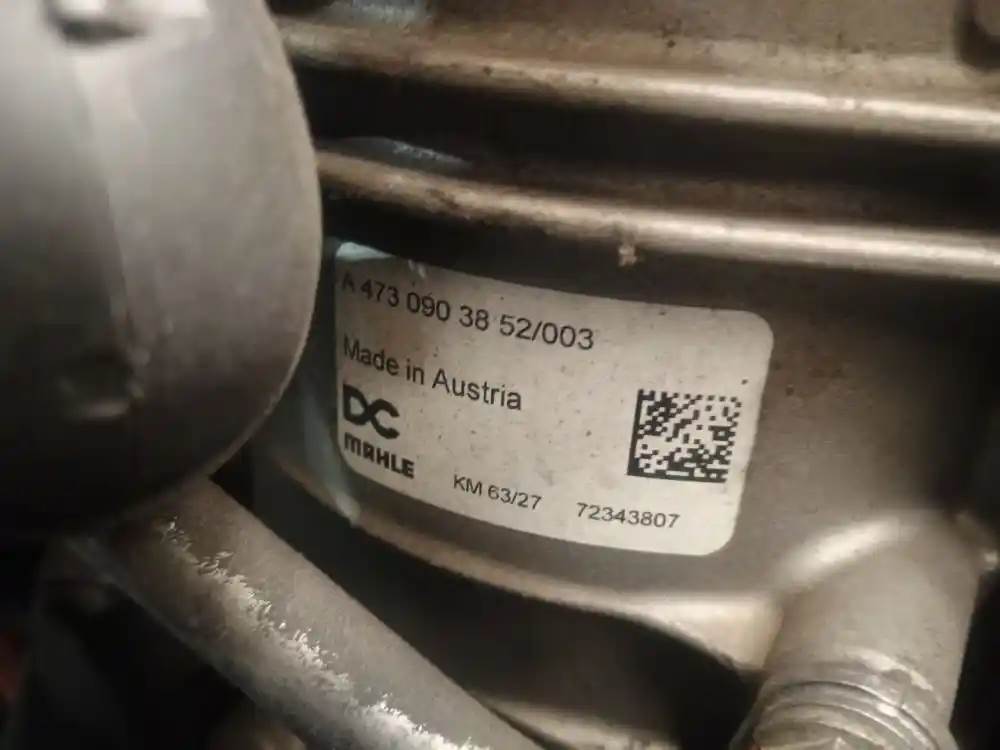 A 473 090 38 52/003
Made in Austria
DC
MAHLE
KM 63/27 72343807